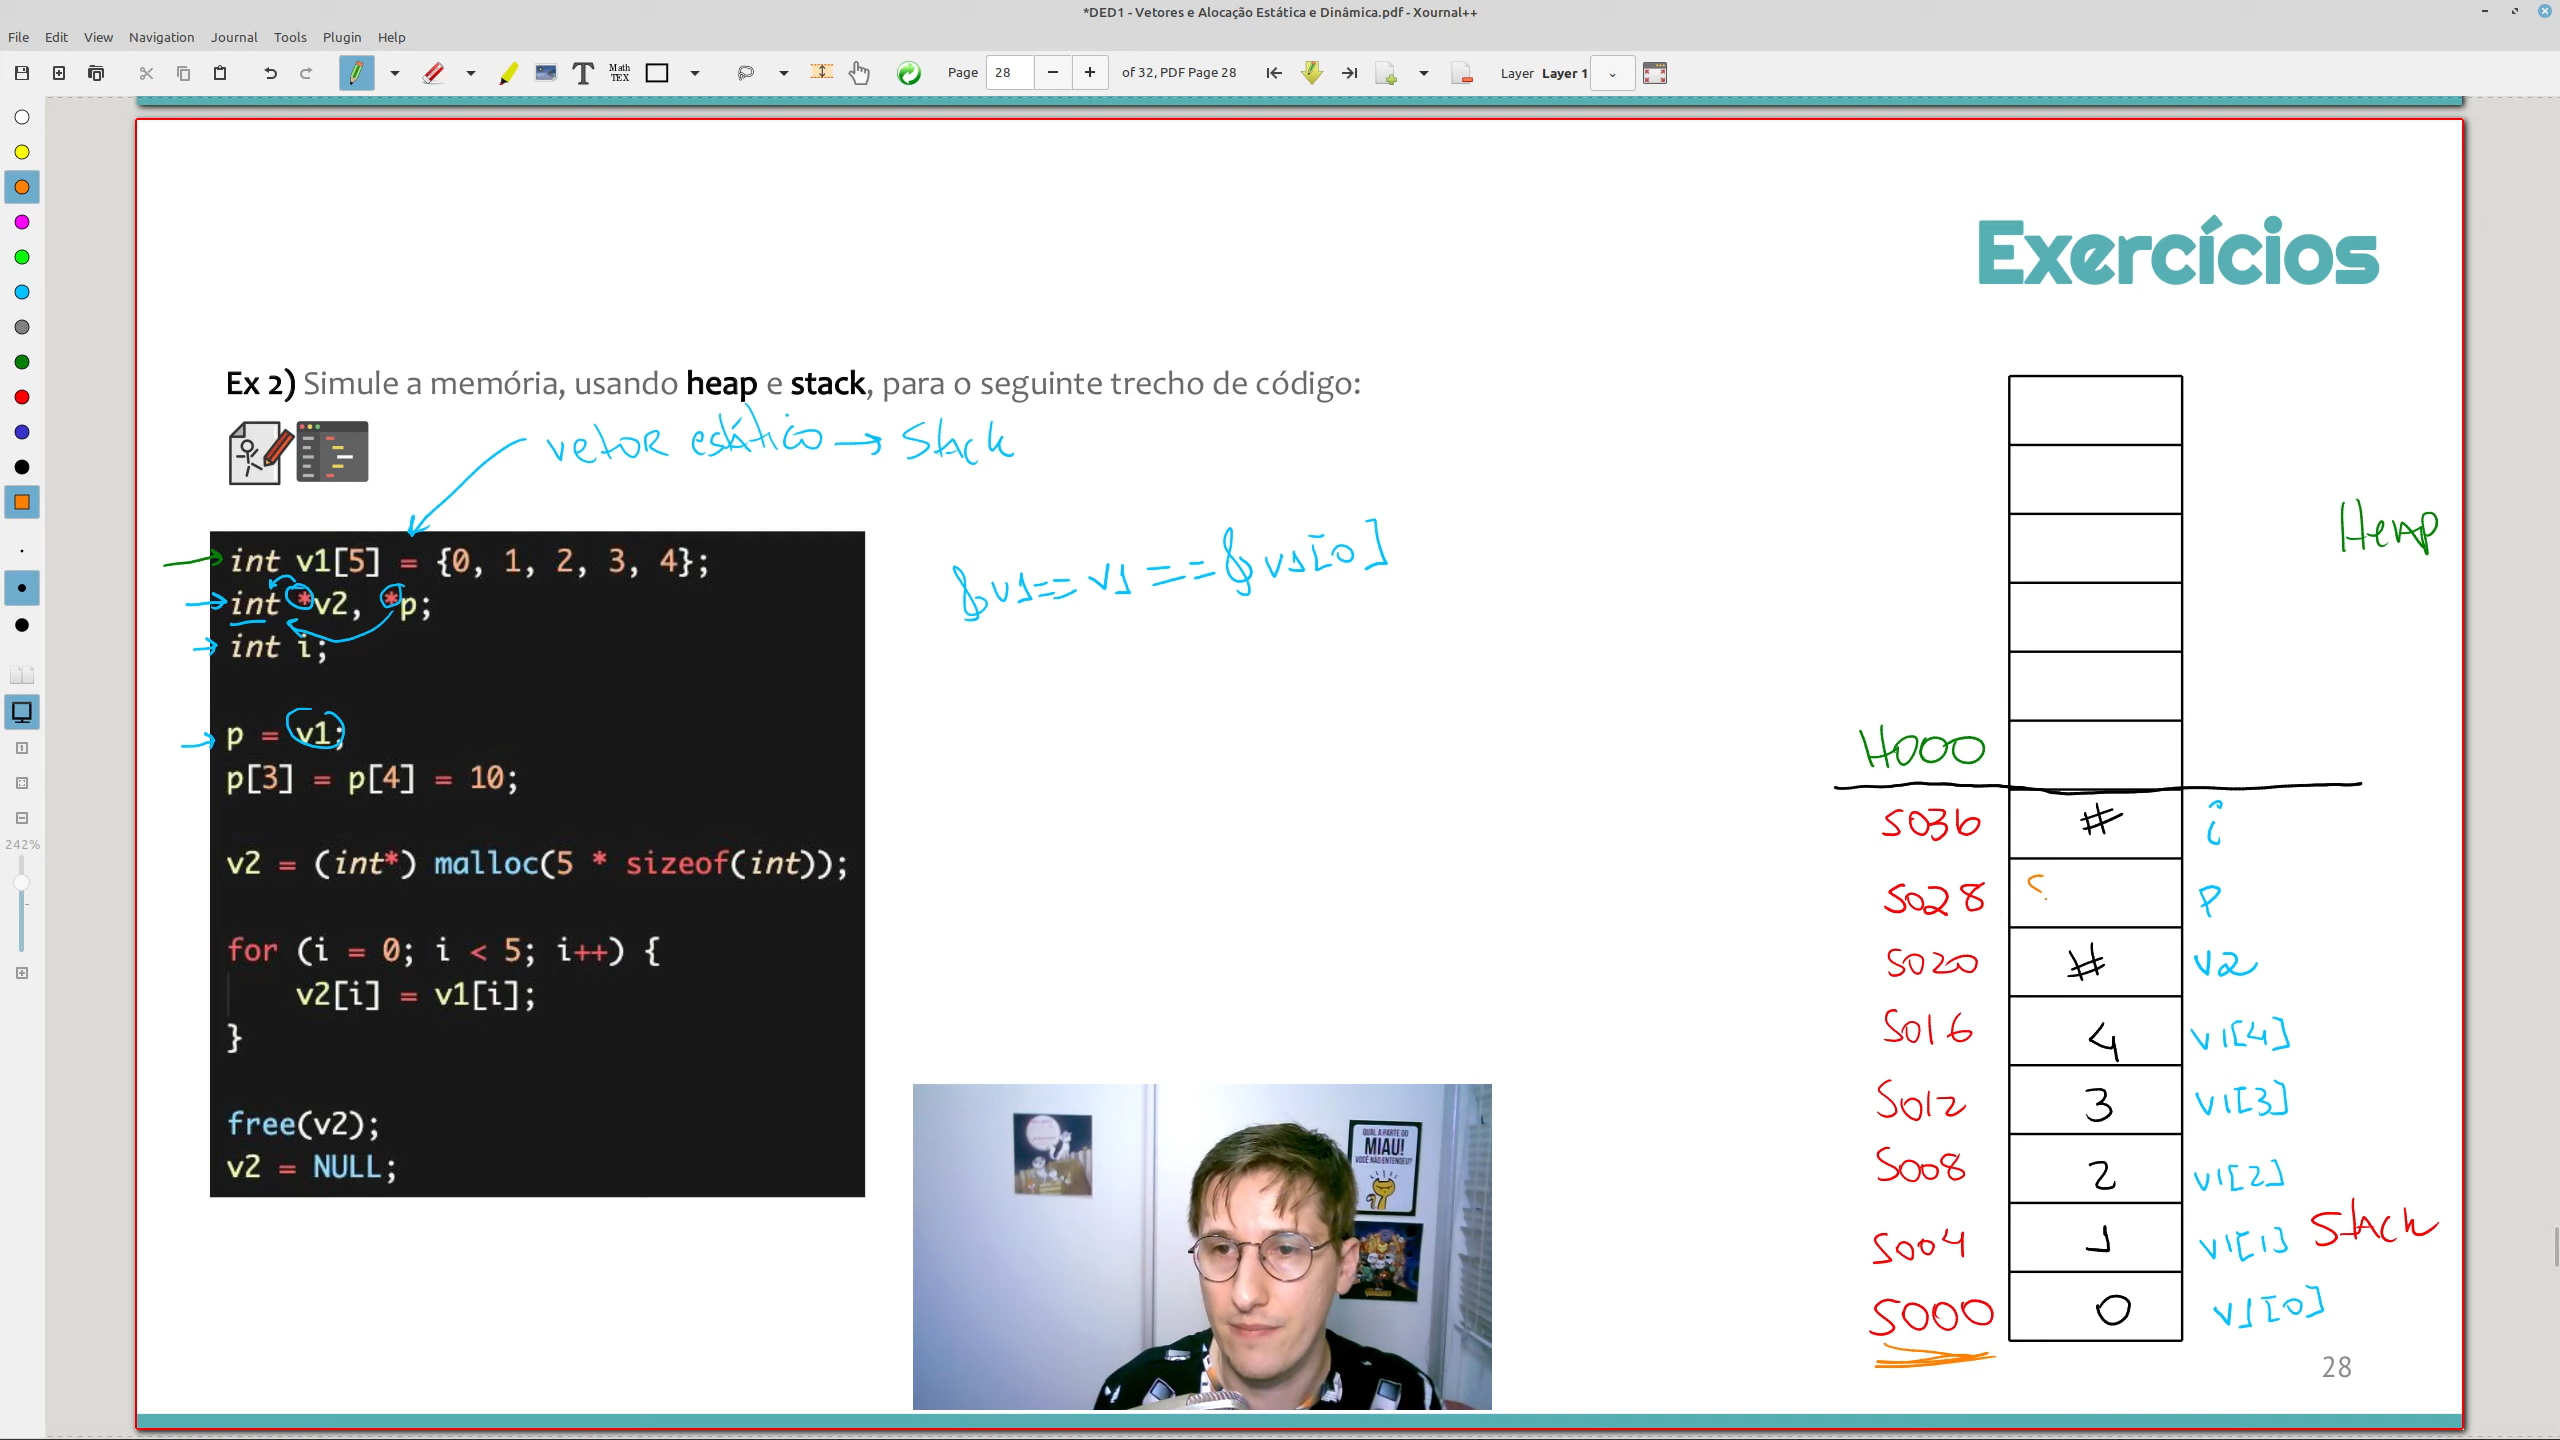 *DED1 - Vetores e Alocação Estática e Dinâmica.pdf - Xournal++
File Edit View Navigation Journal Tools Plugin Help
Page 28 of 32, PDF Page 28 Layer Layer 1
T Math TEX
242%
Exercícios
Ex 2) Simule a memória, usando heap e stack, para o seguinte trecho de código:
vetor estático → Stack
int v1[5] = {0, 1, 2, 3, 4};
int *v2, *p;
int i;
p = v1;
p[3] = p[4] = 10;
v2 = (int*) malloc(5 * sizeof(int));
for (i = 0; i < 5; i++) {
v2[i] = v1[i];
}
free(v2);
v2 = NULL;
&v1 == v1 == &v1[0]
Heap
H000
S036 # i
S028 p
S020 # v2
S016 4 v1[4]
S012 3 v1[3]
S008 2 v1[2]
S004 1 v1[1]
Stack
S000 0 v1[0]
QUAL A PARTE DO
MIAU!
VOCÊ NÃO ENTENDEU?
28